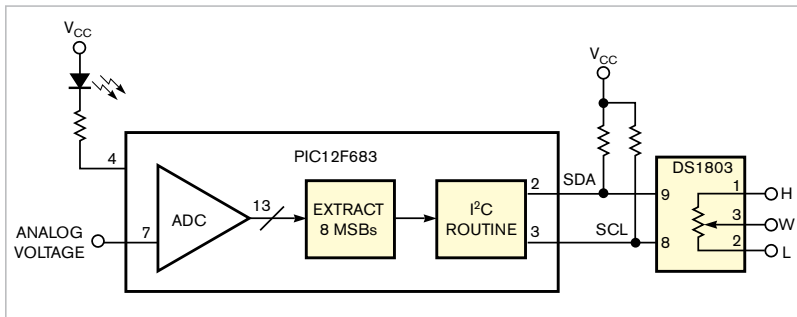 VCC
4
PIC12F683
ANALOG
VOLTAGE
7
ADC
13
EXTRACT
8 MSBs
I²C
ROUTINE
2
SDA
3
SCL
VCC
DS1803
9
8
1
H
3
W
2
L